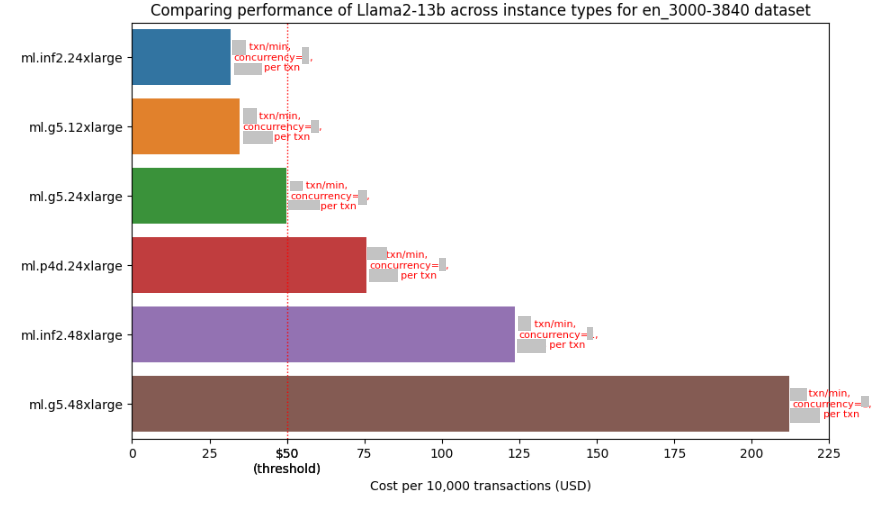 Comparing performance of Llama2-13b across instance types for en_3000-3840 dataset
ml.inf2.24xlarge
txn/min,
concurrency= ,
per txn
ml.g5.12xlarge
txn/min,
concurrency= ,
per txn
ml.g5.24xlarge
txn/min,
concurrency= ,
per txn
ml.p4d.24xlarge
txn/min,
concurrency= ,
per txn
ml.inf2.48xlarge
txn/min,
concurrency= ,
per txn
ml.g5.48xlarge
txn/min,
concurrency= ,
per txn
0 25 $50 75 100 125 150 175 200 225
(threshold)
Cost per 10,000 transactions (USD)